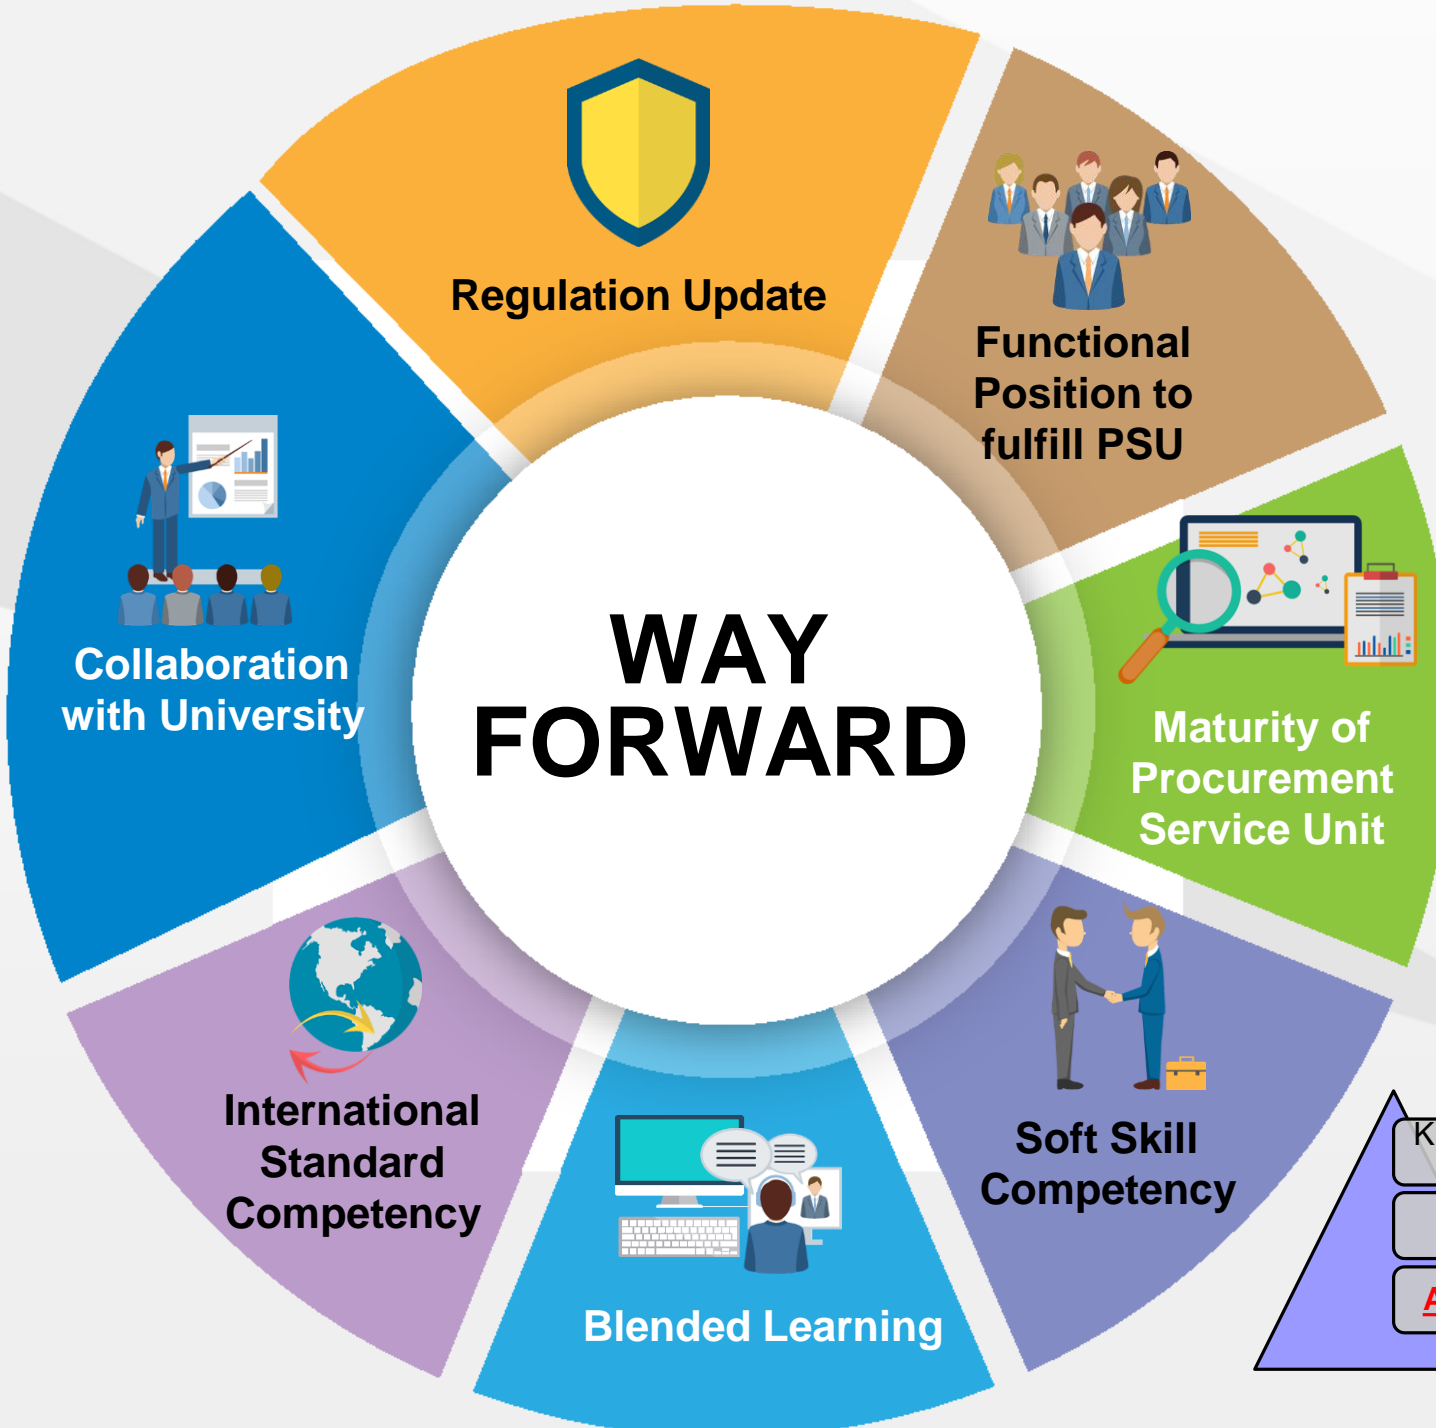 Regulation Update
Functional
Position to
fulfill PSU
Collaboration
with University
WAY
FORWARD
Maturity of
Procurement
Service Unit
International
Standard
Competency
Soft Skill
Competency
Blended Learning